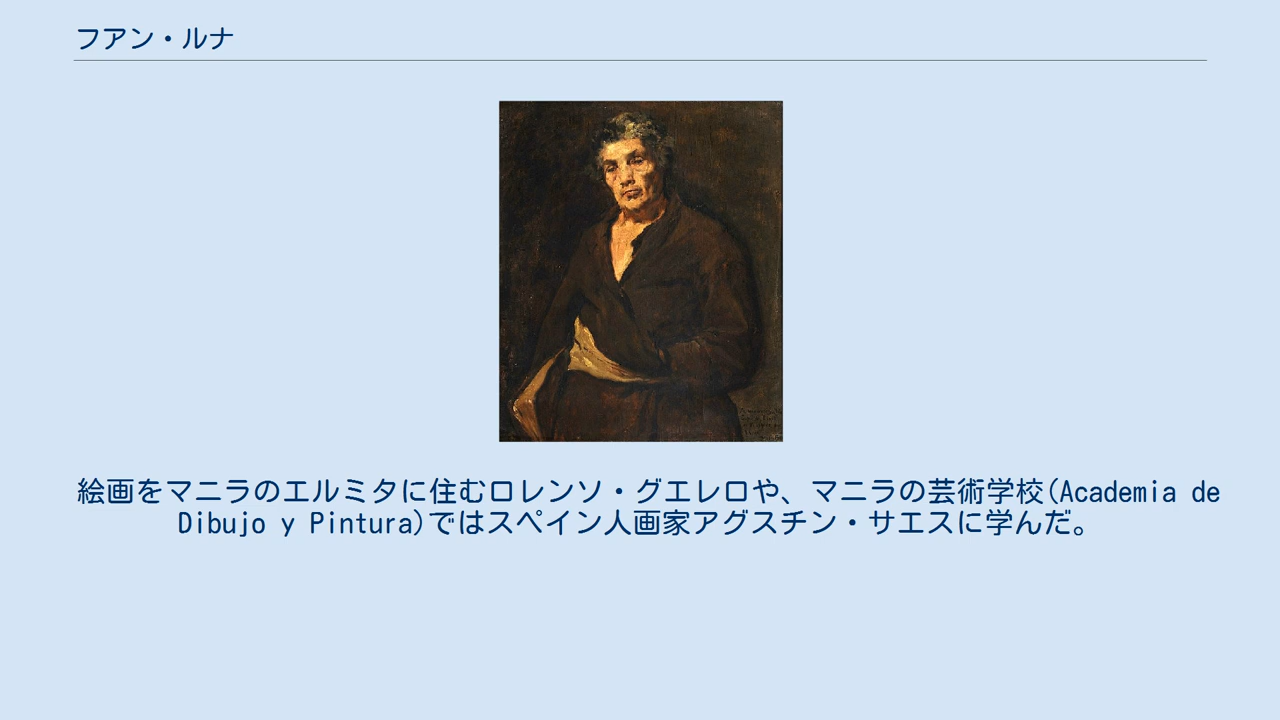 フアン・ルナ
絵画をマニラのエルミタに住むロレンソ・グエレロや、マニラの芸術学校(Academia de
Dibujo y Pintura)ではスペイン人画家アグスチン・サエスに学んだ。